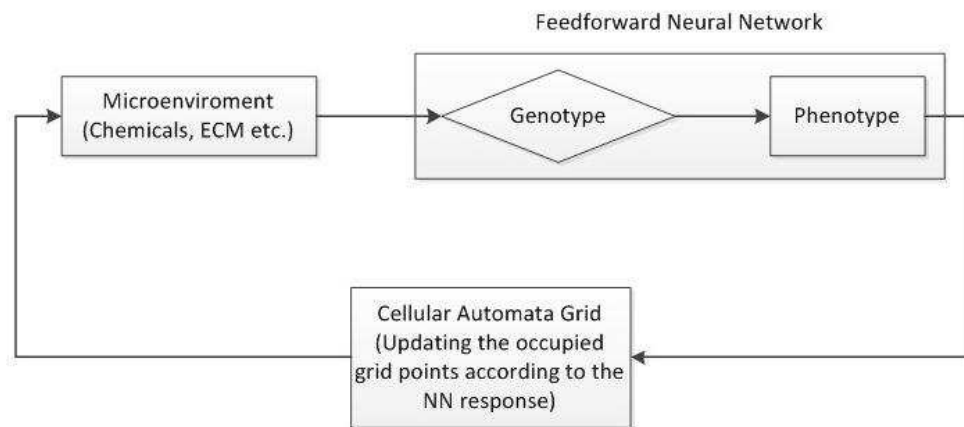 Feedforward Neural Network
Microenviroment
(Chemicals, ECM etc.)
Genotype
Phenotype
Cellular Automata Grid
(Updating the occupied
grid points according to the
NN response)